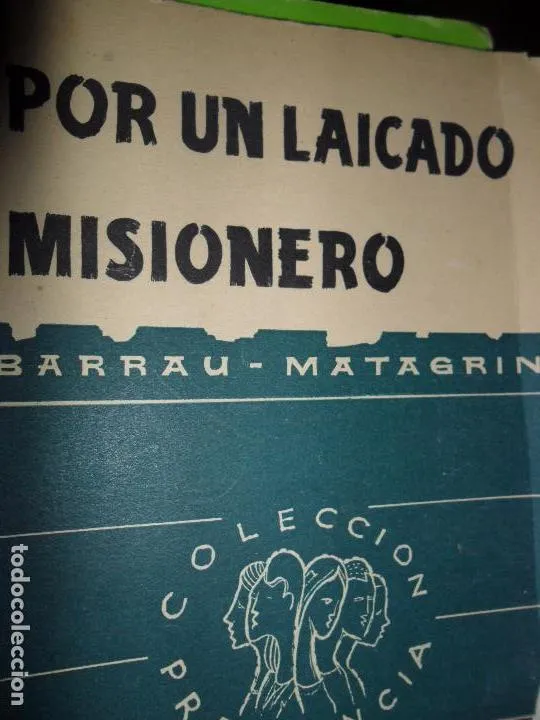 POR UN LAICADO
MISIONERO
BARRAU - MATAGRIN
COLECCION
todocoleccion